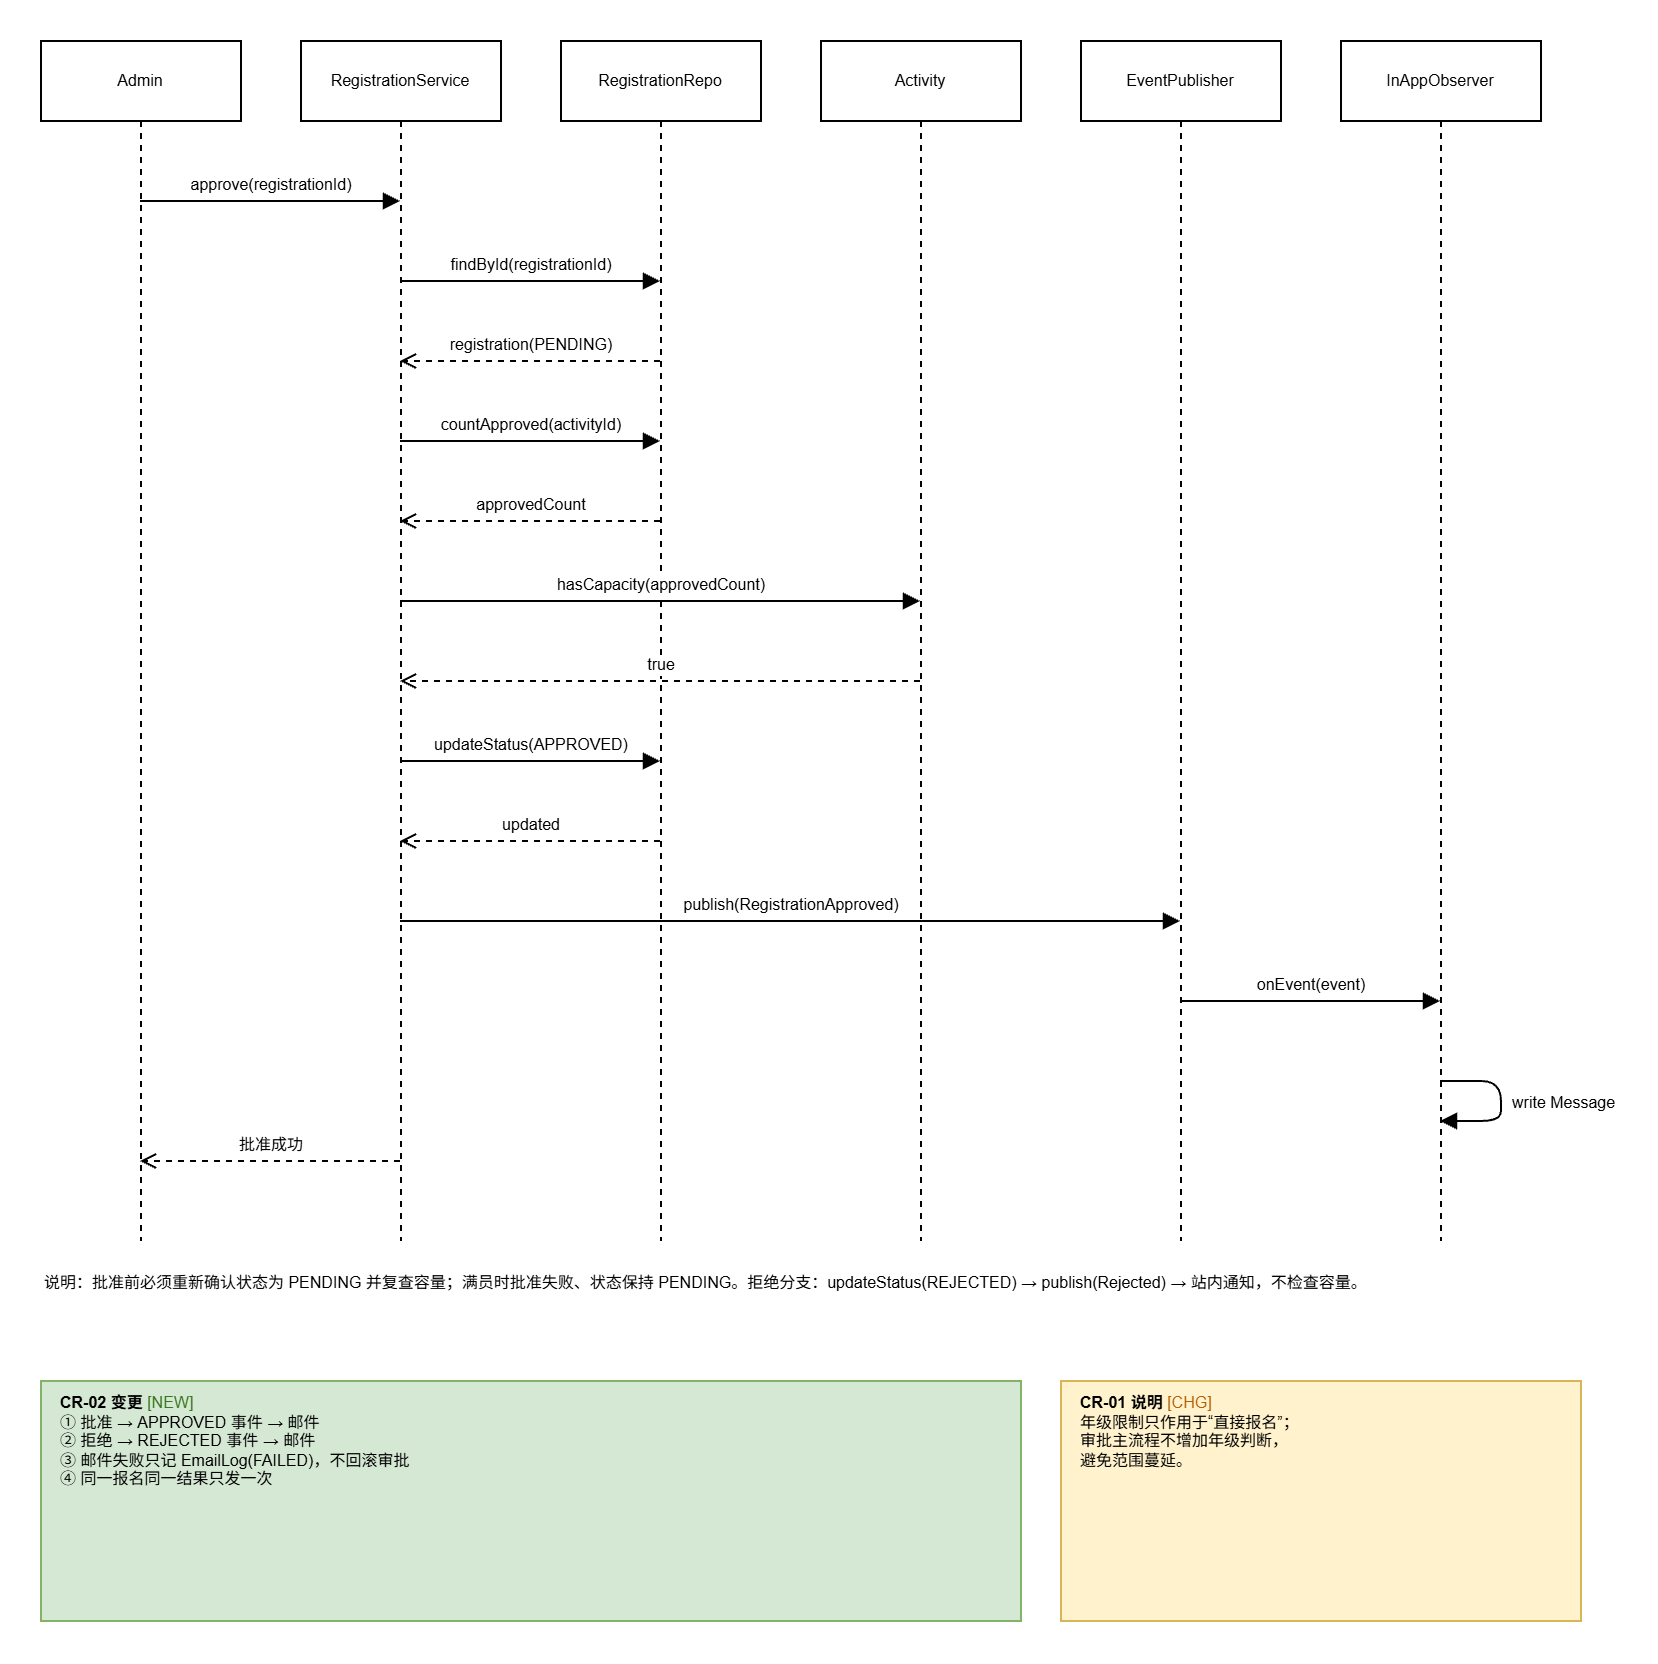 Admin
RegistrationService
RegistrationRepo
Activity
EventPublisher
InAppObserver
approve(registrationId)
findById(registrationId)
registration(PENDING)
countApproved(activityId)
approvedCount
hasCapacity(approvedCount)
true
updateStatus(APPROVED)
updated
publish(RegistrationApproved)
onEvent(event)
write Message
批准成功
说明：批准前必须重新确认状态为 PENDING 并复查容量；满员时批准失败、状态保持 PENDING。拒绝分支：updateStatus(REJECTED) → publish(Rejected) → 站内通知，不检查容量。
CR-02 变更 [NEW]
① 批准 → APPROVED 事件 → 邮件
② 拒绝 → REJECTED 事件 → 邮件
③ 邮件失败只记 EmailLog(FAILED)，不回滚审批
④ 同一报名同一结果只发一次
CR-01 说明 [CHG]
年级限制只作用于“直接报名”；
审批主流程不增加年级判断，
避免范围蔓延。